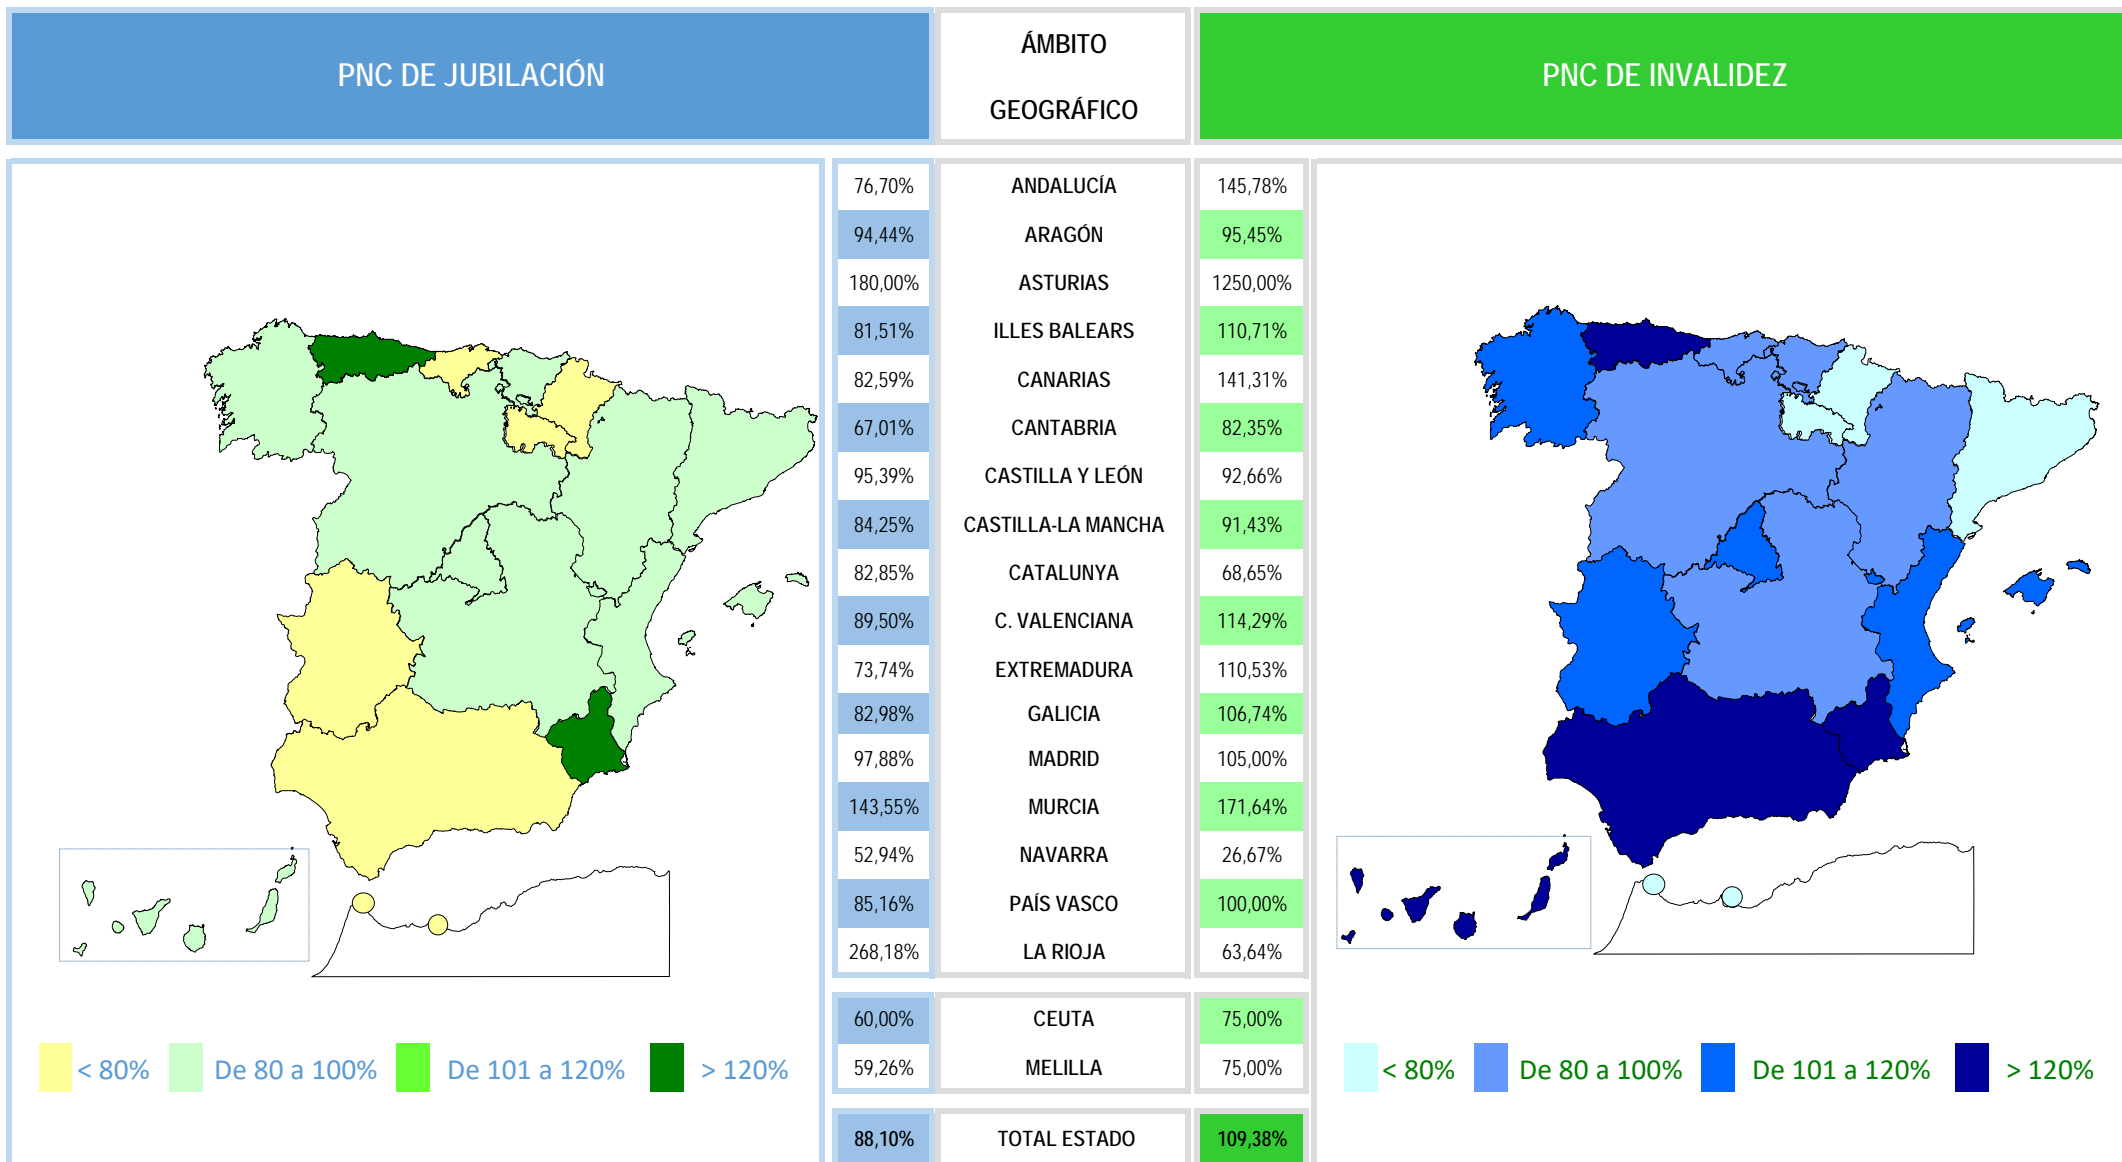 PNC DE JUBILACIÓN
ÁMBITO
GEOGRÁFICO
PNC DE INVALIDEZ
76,70% ANDALUCÍA 145,78%
94,44% ARAGÓN 95,45%
180,00% ASTURIAS 1250,00%
81,51% ILLES BALEARS 110,71%
82,59% CANARIAS 141,31%
67,01% CANTABRIA 82,35%
95,39% CASTILLA Y LEÓN 92,66%
84,25% CASTILLA-LA MANCHA 91,43%
82,85% CATALUNYA 68,65%
89,50% C. VALENCIANA 114,29%
73,74% EXTREMADURA 110,53%
82,98% GALICIA 106,74%
97,88% MADRID 105,00%
143,55% MURCIA 171,64%
52,94% NAVARRA 26,67%
85,16% PAÍS VASCO 100,00%
268,18% LA RIOJA 63,64%
60,00% CEUTA 75,00%
59,26% MELILLA 75,00%
88,10% TOTAL ESTADO 109,38%
< 80% De 80 a 100% De 101 a 120% > 120%
< 80% De 80 a 100% De 101 a 120% > 120%